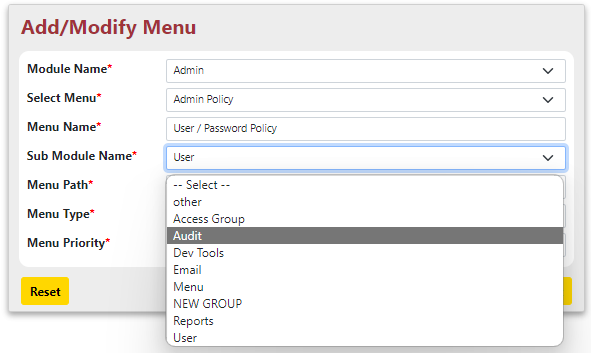 Add/Modify Menu
Module Name* Admin
Select Menu* Admin Policy
Menu Name* User / Password Policy
Sub Module Name* User
Menu Path*
Menu Type*
Menu Priority*
-- Select --
other
Access Group
Audit
Dev Tools
Email
Menu
NEW GROUP
Reports
User
Reset